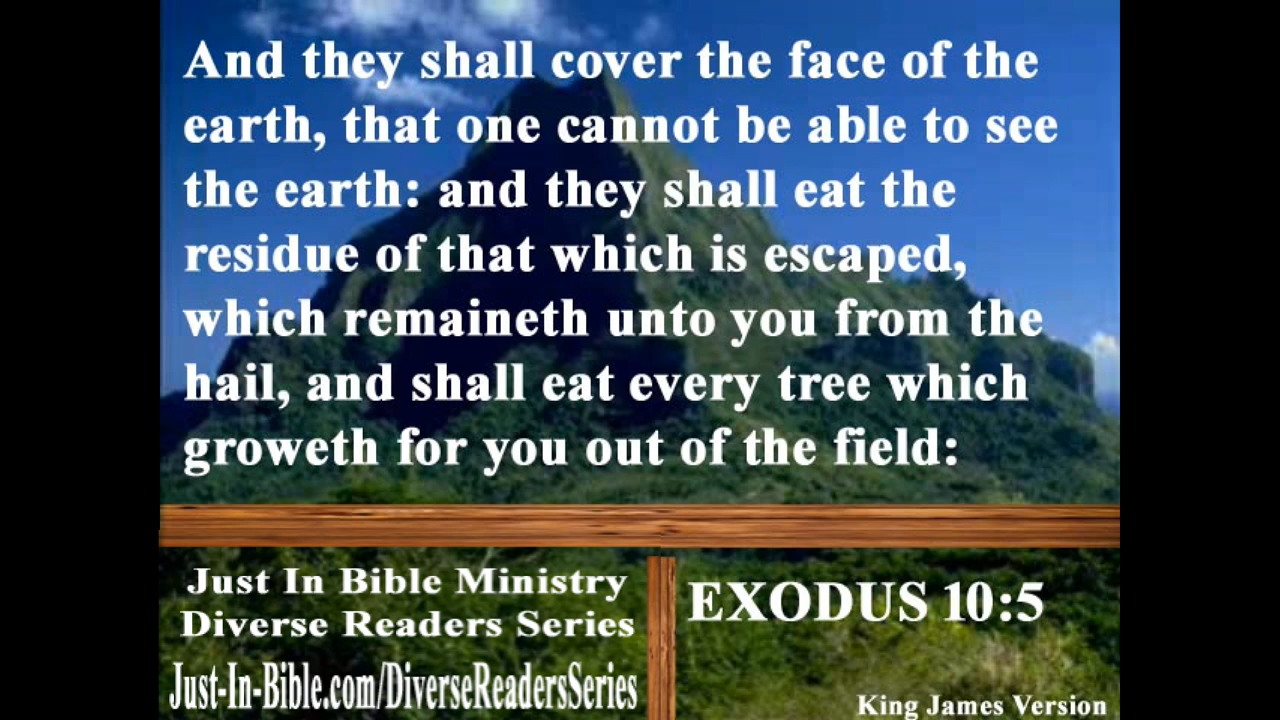 And they shall cover the face of the
earth, that one cannot be able to see
the earth: and they shall eat the
residue of that which is escaped,
which remaineth unto you from the
hail, and shall eat every tree which
groweth for you out of the field:
Just In Bible Ministry
Diverse Readers Series
Just-In-Bible.com/DiverseReadersSeries
EXODUS 10:5
King James Version